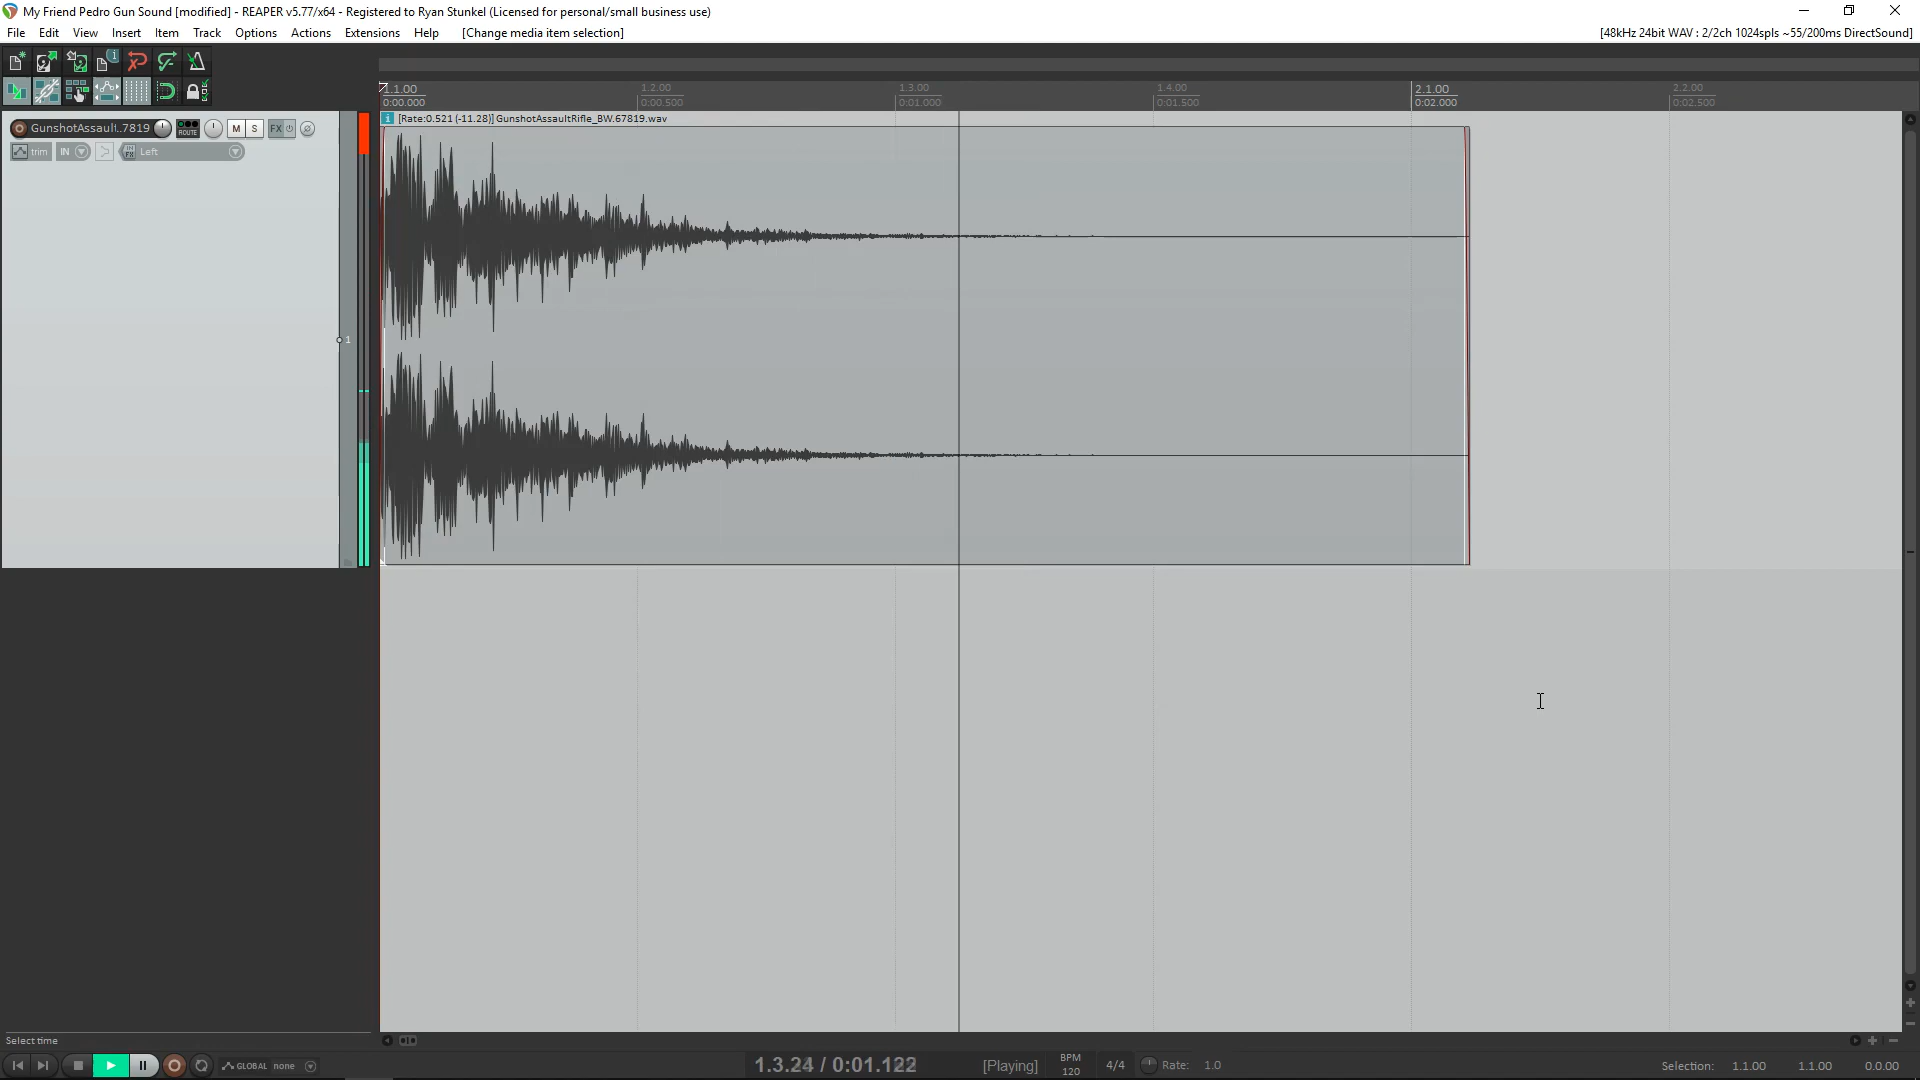 My Friend Pedro Gun Sound [modified] - REAPER v5.77/x64 - Registered to Ryan Stunkel (Licensed for personal/small business use)
File Edit View Insert Item Track Options Actions Extensions Help [Change media item selection] [48kHz 24bit WAV : 2/2ch 1024spls ~55/200ms DirectSound]
1.1.00 1.2.00 1.3.00 1.4.00 2.1.00 2.2.00
0:00.000 0:00.500 0:01.000 0:01.500 0:02.000 0:02.500
[Rate:0.521 (-11.28)] GunshotAssaultRifle_BW.67819.wav
GunshotAssault..7819 ROUTE M S FX
trim IN IN FX Left
1
Select time
GLOBAL none 1.3.24 / 0:01.122 [Playing] BPM 120 4/4 Rate: 1.0 Selection: 1.1.00 1.1.00 0.0.00